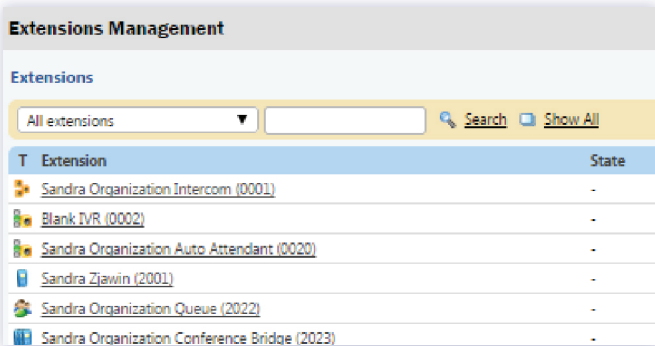 Extensions Management
Extensions
All extensions Search Show All
T Extension State
Sandra Organization Intercom (0001) -
Blank IVR (0002) -
Sandra Organization Auto Attendant (0020) -
Sandra Zjawin (2001) -
Sandra Organization Queue (2022) -
Sandra Organization Conference Bridge (2023) -